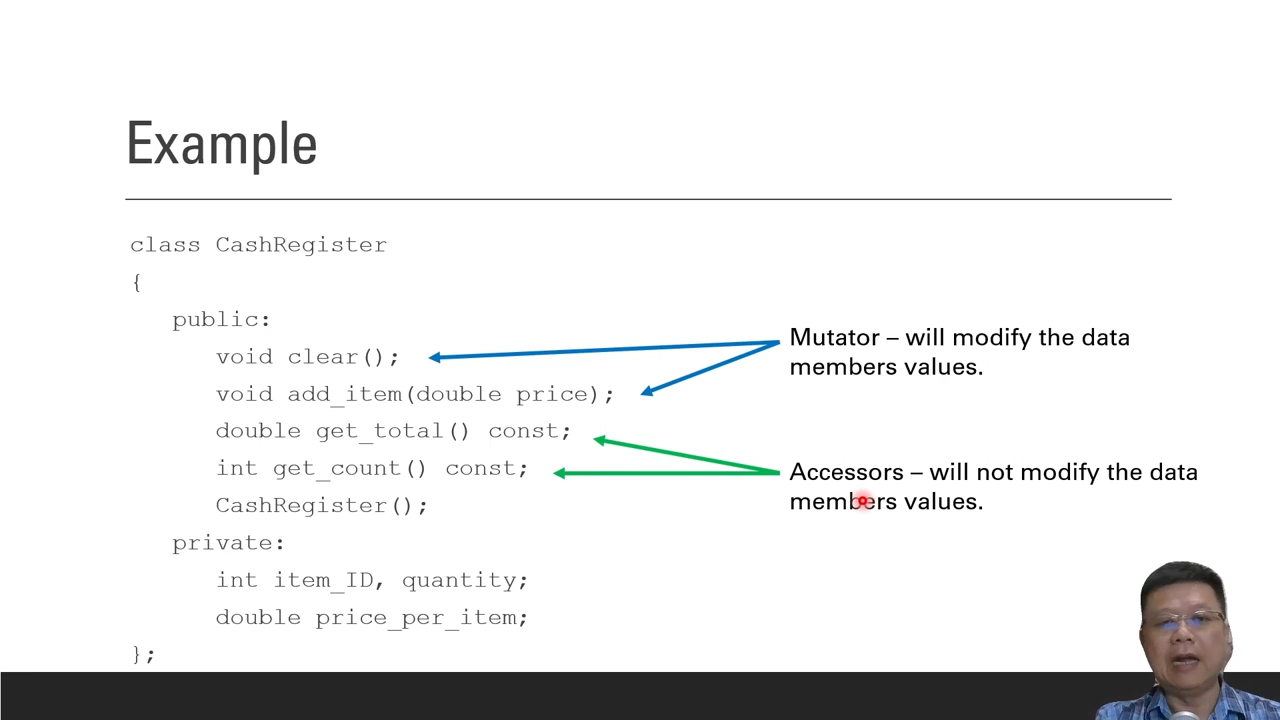 Example
class CashRegister
{
public:
void clear();
void add_item(double price);
double get_total() const;
int get_count() const;
CashRegister();
private:
int item_ID, quantity;
double price_per_item;
};
Mutator – will modify the data
members values.
Accessors – will not modify the data
members values.